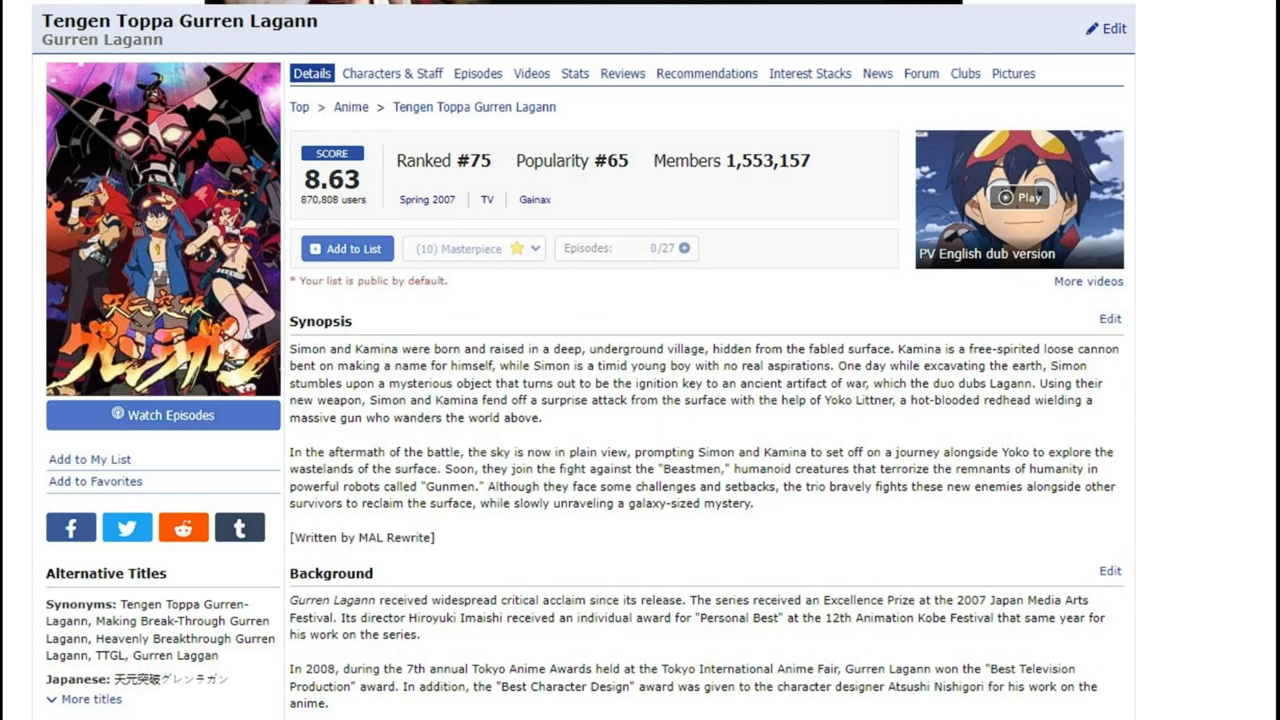 Tengen Toppa Gurren Lagann
Gurren Lagann
Edit
Details Characters & Staff Episodes Videos Stats Reviews Recommendations Interest Stacks News Forum Clubs Pictures
Top > Anime > Tengen Toppa Gurren Lagann
SCORE
8.63
870,808 users
Ranked #75 Popularity #65 Members 1,553,157
Spring 2007 TV Gainax
Add to List (10) Masterpiece Episodes: 0/27
* Your list is public by default.
Play
PV English dub version
More videos
天元突破
グレンラガン
Watch Episodes
Add to My List
Add to Favorites
Alternative Titles
Synonyms: Tengen Toppa Gurren-
Lagann, Making Break-Through Gurren
Lagann, Heavenly Breakthrough Gurren
Lagann, TTGL, Gurren Laggan
Japanese: 天元突破グレンラガン
More titles
Synopsis
Edit
Simon and Kamina were born and raised in a deep, underground village, hidden from the fabled surface. Kamina is a free-spirited loose cannon
bent on making a name for himself, while Simon is a timid young boy with no real aspirations. One day while excavating the earth, Simon
stumbles upon a mysterious object that turns out to be the ignition key to an ancient artifact of war, which the duo dubs Lagann. Using their
new weapon, Simon and Kamina fend off a surprise attack from the surface with the help of Yoko Littner, a hot-blooded redhead wielding a
massive gun who wanders the world above.
In the aftermath of the battle, the sky is now in plain view, prompting Simon and Kamina to set off on a journey alongside Yoko to explore the
wastelands of the surface. Soon, they join the fight against the "Beastmen," humanoid creatures that terrorize the remnants of humanity in
powerful robots called "Gunmen." Although they face some challenges and setbacks, the trio bravely fights these new enemies alongside other
survivors to reclaim the surface, while slowly unraveling a galaxy-sized mystery.
[Written by MAL Rewrite]
Background
Edit
Gurren Lagann received widespread critical acclaim since its release. The series received an Excellence Prize at the 2007 Japan Media Arts
Festival. Its director Hiroyuki Imaishi received an individual award for "Personal Best" at the 12th Animation Kobe Festival that same year for
his work on the series.
In 2008, during the 7th annual Tokyo Anime Awards held at the Tokyo International Anime Fair, Gurren Lagann won the "Best Television
Production" award. In addition, the "Best Character Design" award was given to the character designer Atsushi Nishigori for his work on the
anime.